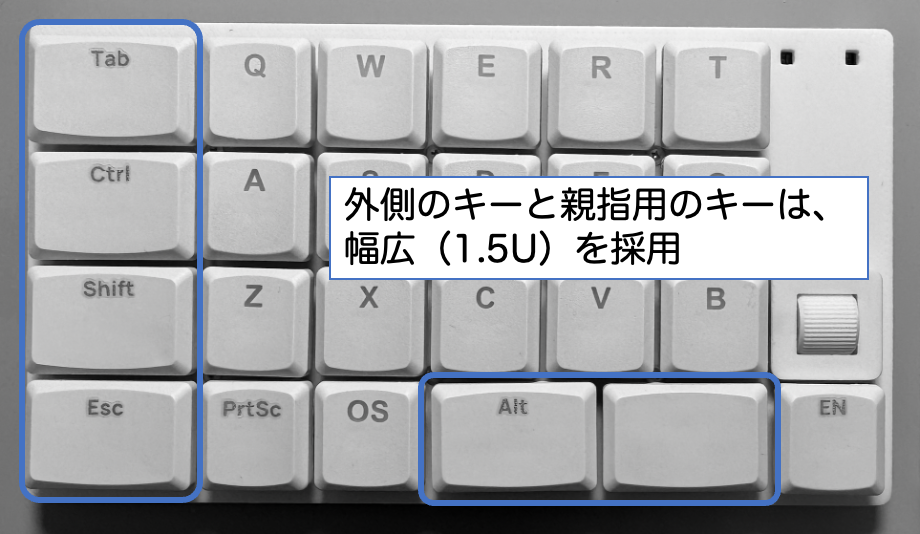 Tab Q W E R T
Ctrl A
外側のキーと親指用のキーは、
幅広（1.5U）を採用
Shift Z X C V B
Esc PrtSc OS Alt EN